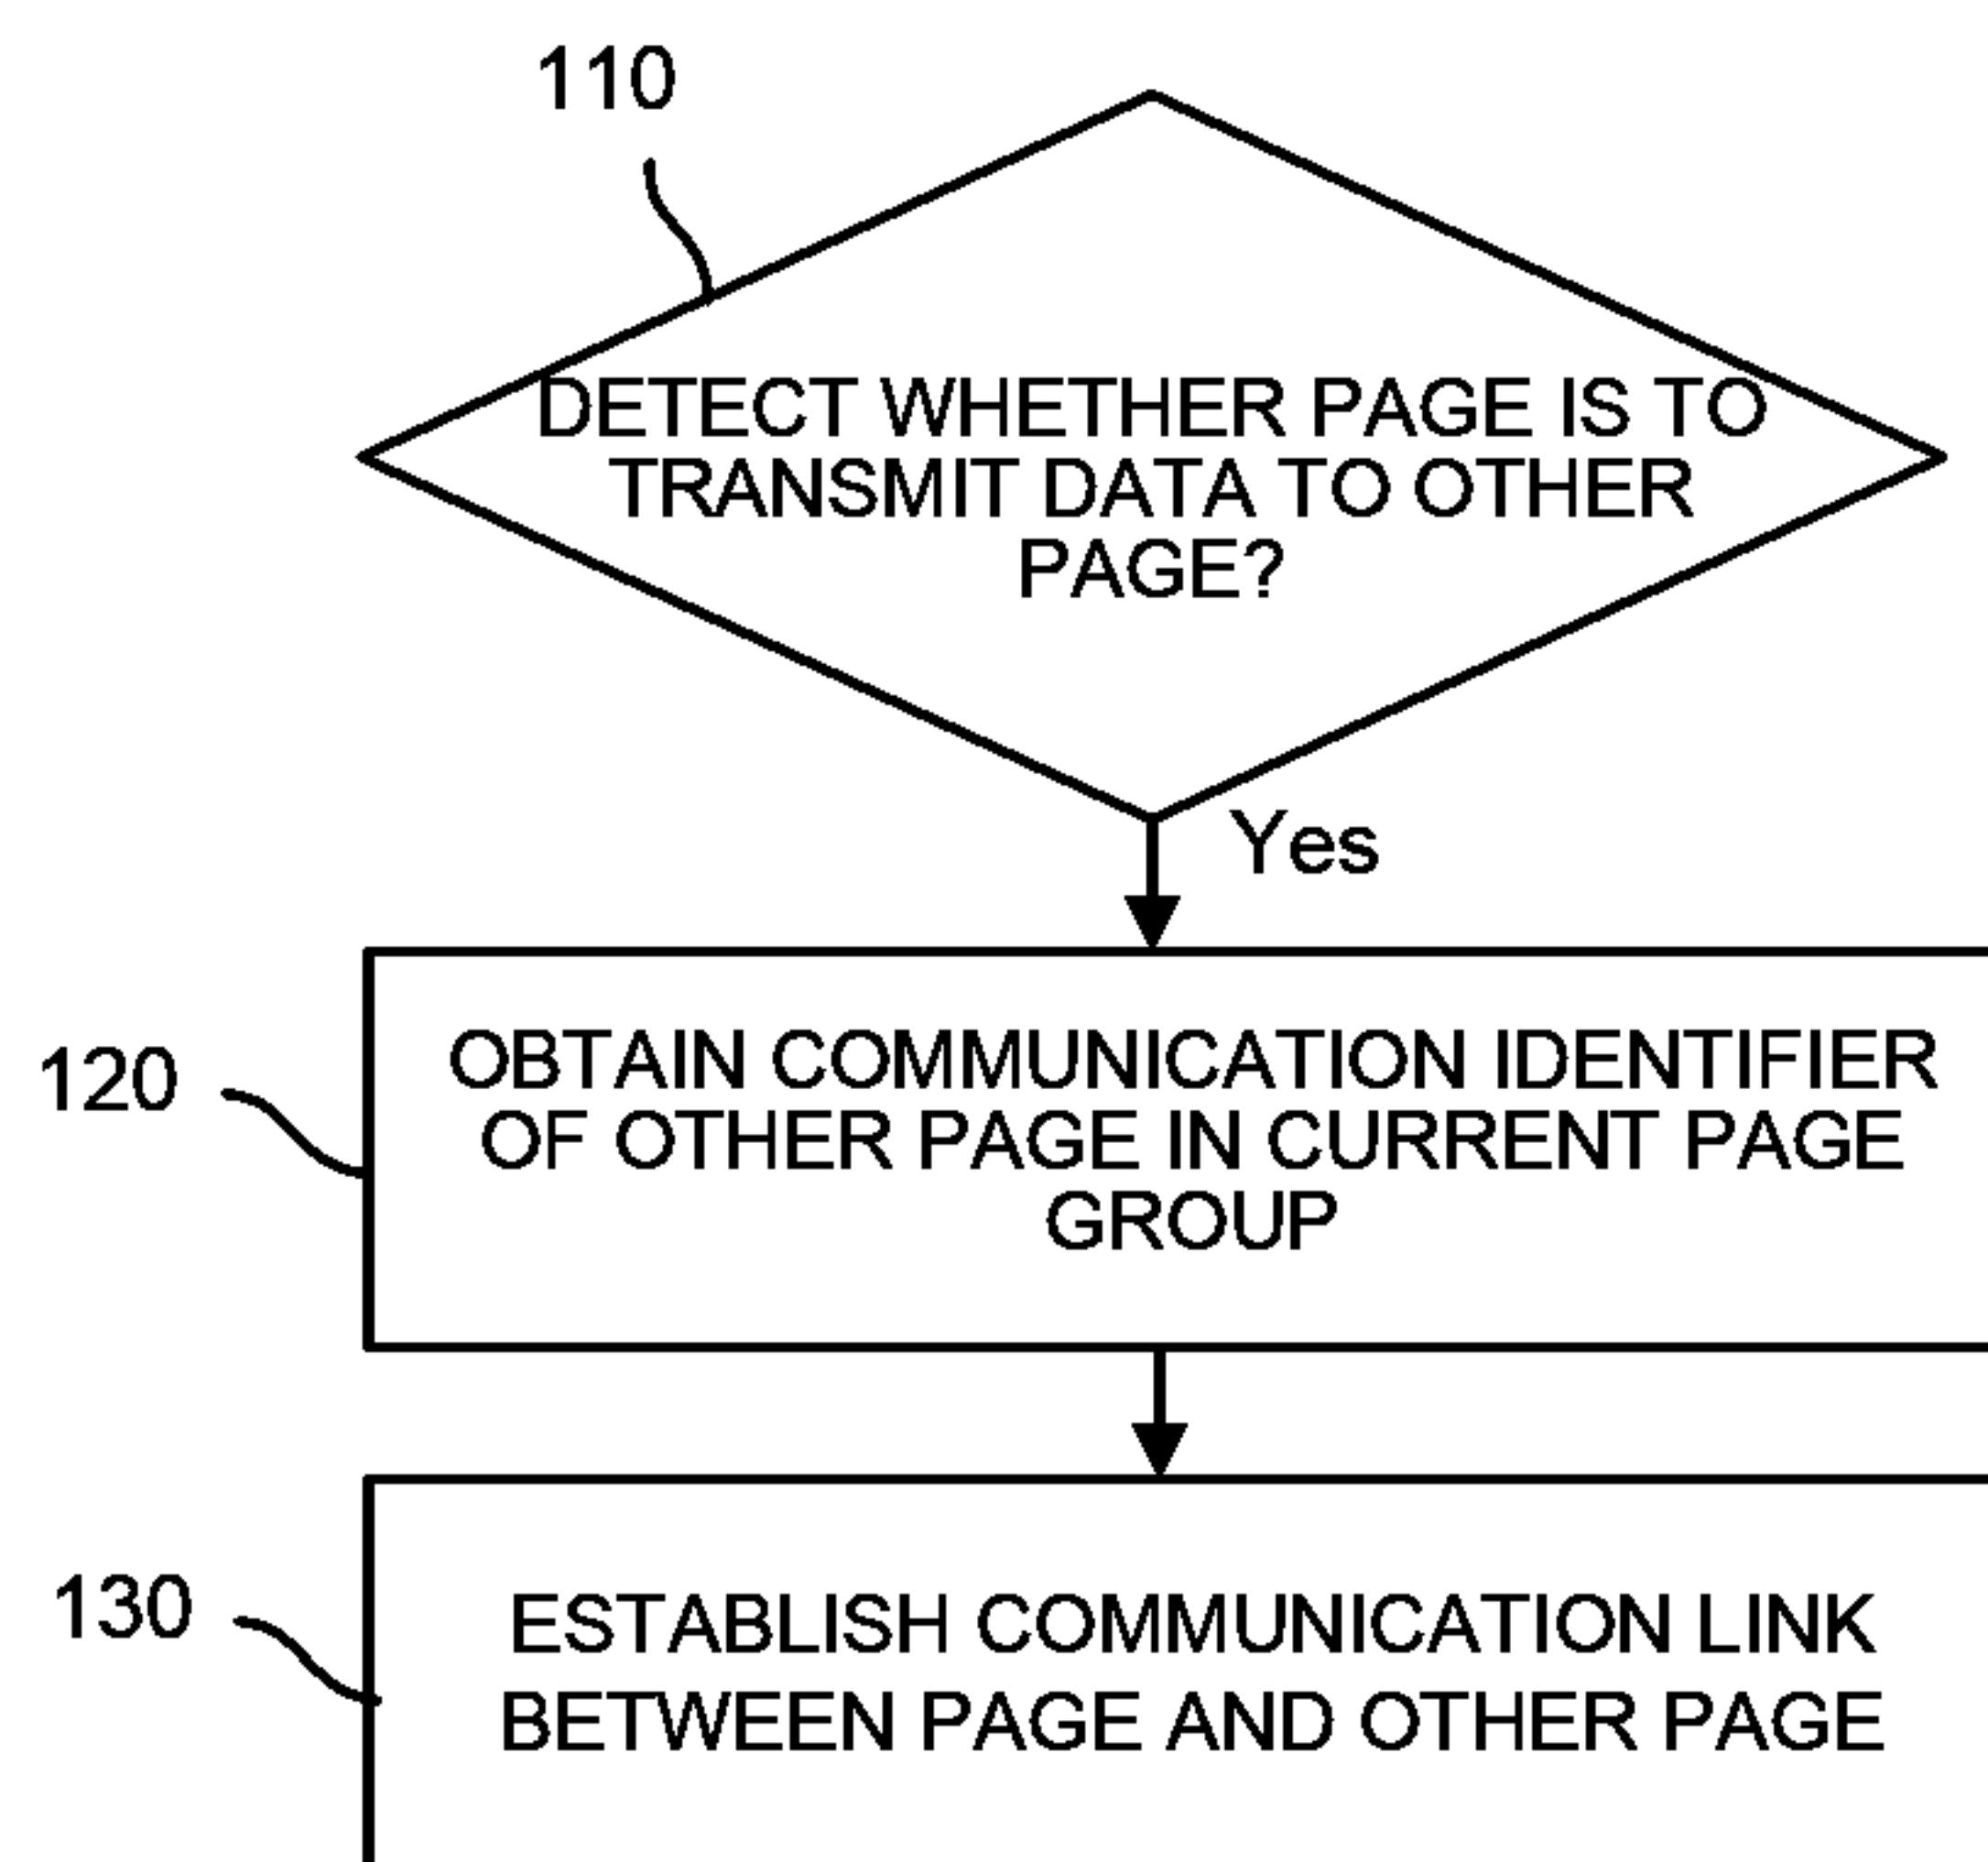 110
DETECT WHETHER PAGE IS TO
TRANSMIT DATA TO OTHER
PAGE?
Yes
120
OBTAIN COMMUNICATION IDENTIFIER
OF OTHER PAGE IN CURRENT PAGE
GROUP
130
ESTABLISH COMMUNICATION LINK
BETWEEN PAGE AND OTHER PAGE